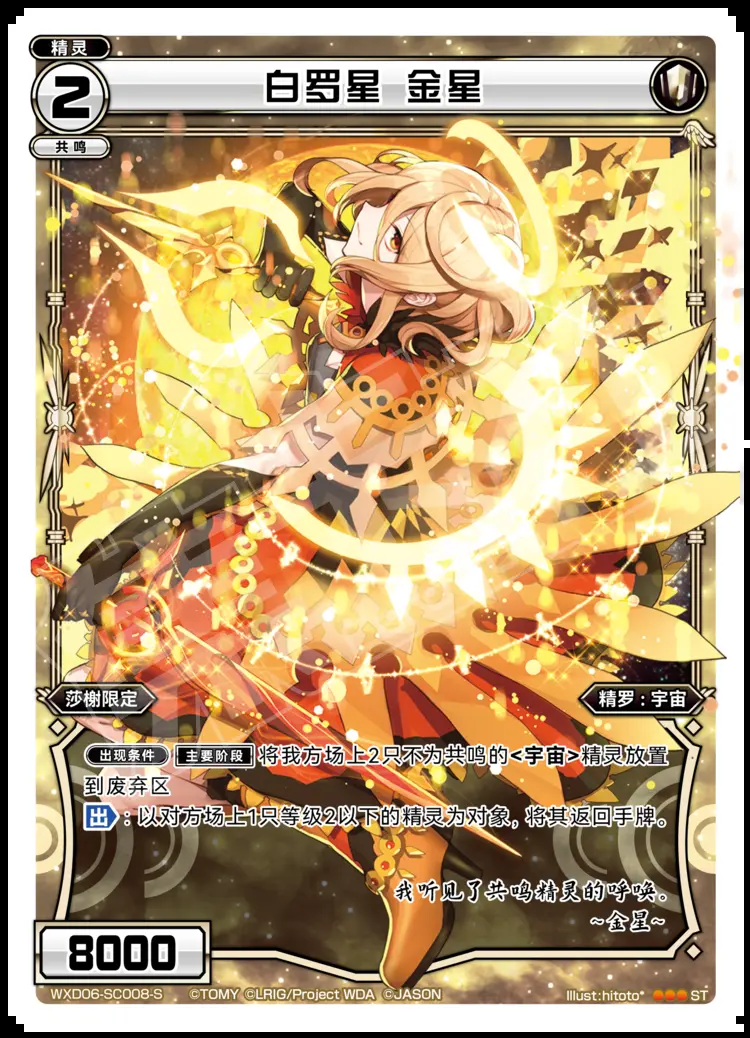 精灵
2
白罗星 金星
共鸣
莎榭限定
精罗：宇宙
出现条件 主要阶段 将我方场上2只不为共鸣的<宇宙>精灵放置
到废弃区
出：以对方场上1只等级2以下的精灵为对象，将其返回手牌。
我听见了共鸣精灵的呼唤。
~金星~
8000
WXD06-SC008-S ©TOMY ©LRIG/Project WDA ©JASON Illust:hitoto* ST